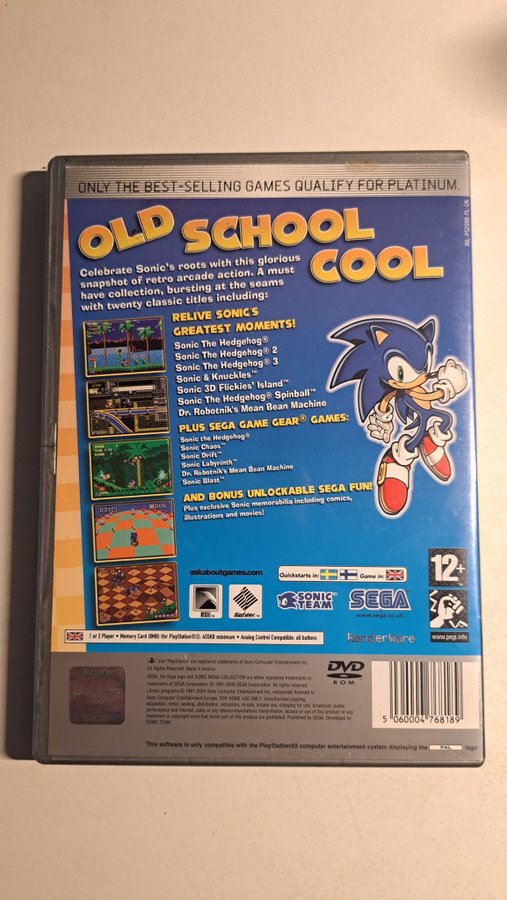 ONLY THE BEST-SELLING GAMES QUALIFY FOR PLATINUM.
OLD SCHOOL COOL
Celebrate Sonic's roots with this glorious
snapshot of retro arcade action. A must
have collection, bursting at the seams
with twenty classic titles including:
RELIVE SONIC'S
GREATEST MOMENTS!
Sonic The Hedgehog®
Sonic The Hedgehog® 2
Sonic The Hedgehog® 3
Sonic & Knuckles™
Sonic 3D Flickies' Island™
Sonic The Hedgehog® Spinball™
Dr. Robotnik's Mean Bean Machine
PLUS SEGA GAME GEAR® GAMES:
Sonic the Hedgehog®
Sonic Chaos™
Sonic Drift™
Sonic Labyrinth™
Dr. Robotnik's Mean Bean Machine
Sonic Blast™
AND BONUS UNLOCKABLE SEGA FUN!
Plus exclusive Sonic memorabilia including comics,
illustrations and movies!
askaboutgames.com
Quickstarts in: Game in:
12+
SONIC TEAM
SEGA
www.sega.co.uk
RenderWare
www.pegi.info
1 or 2 Player • Memory Card (8MB) (for PlayStation®2): 455KB minimum • Analog Control Compatible: all buttons
DVD
ROM
5 060004 768189
This software is only compatible with the PlayStation®2 computer entertainment system displaying the PAL logo